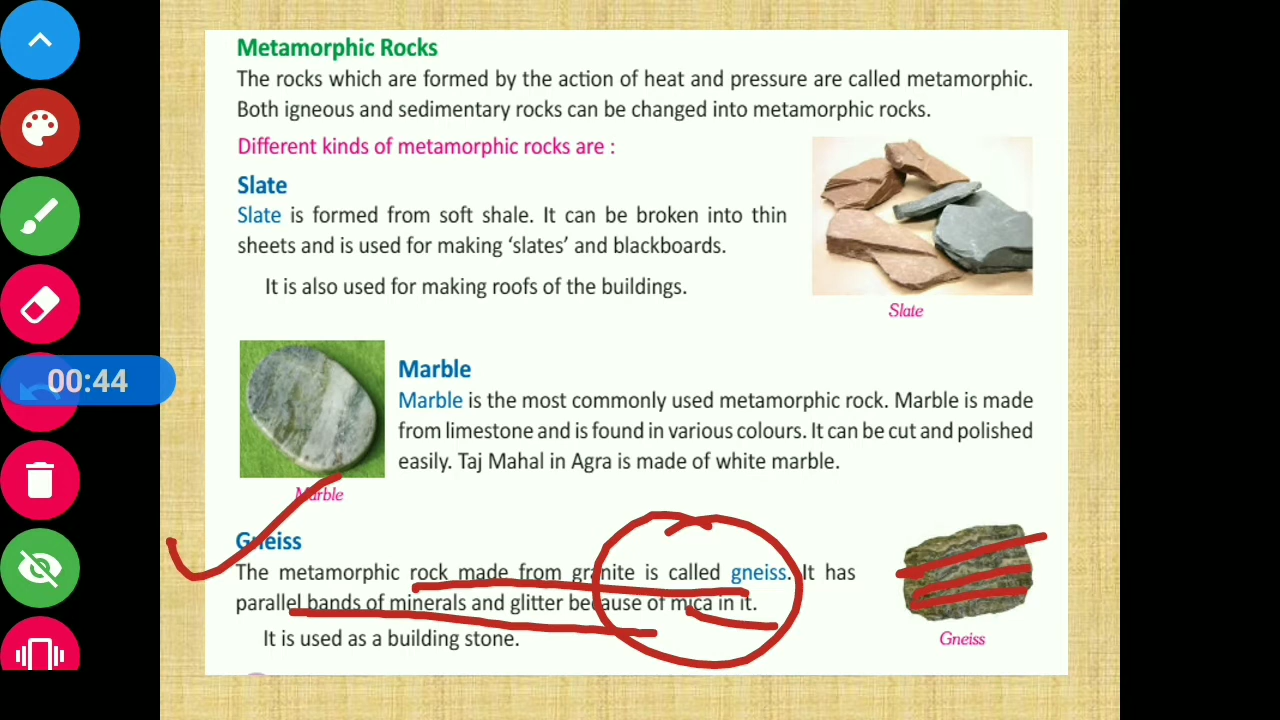 Metamorphic Rocks
The rocks which are formed by the action of heat and pressure are called metamorphic.
Both igneous and sedimentary rocks can be changed into metamorphic rocks.
Different kinds of metamorphic rocks are :
Slate
Slate is formed from soft shale. It can be broken into thin
sheets and is used for making ‘slates’ and blackboards.
It is also used for making roofs of the buildings.
Slate
00:44
Marble
Marble is the most commonly used metamorphic rock. Marble is made
from limestone and is found in various colours. It can be cut and polished
easily. Taj Mahal in Agra is made of white marble.
Marble
Gneiss
The metamorphic rock made from granite is called gneiss. It has
parallel bands of minerals and glitter because of mica in it.
It is used as a building stone.
Gneiss